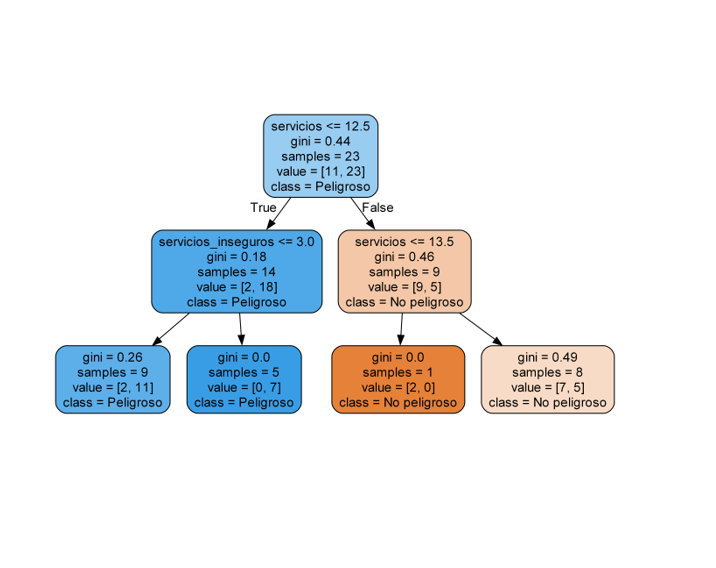 servicios <= 12.5
gini = 0.44
samples = 23
value = [11, 23]
class = Peligroso
True
False
servicios_inseguros <= 3.0
gini = 0.18
samples = 14
value = [2, 18]
class = Peligroso
servicios <= 13.5
gini = 0.46
samples = 9
value = [9, 5]
class = No peligroso
gini = 0.26
samples = 9
value = [2, 11]
class = Peligroso
gini = 0.0
samples = 5
value = [0, 7]
class = Peligroso
gini = 0.0
samples = 1
value = [2, 0]
class = No peligroso
gini = 0.49
samples = 8
value = [7, 5]
class = No peligroso